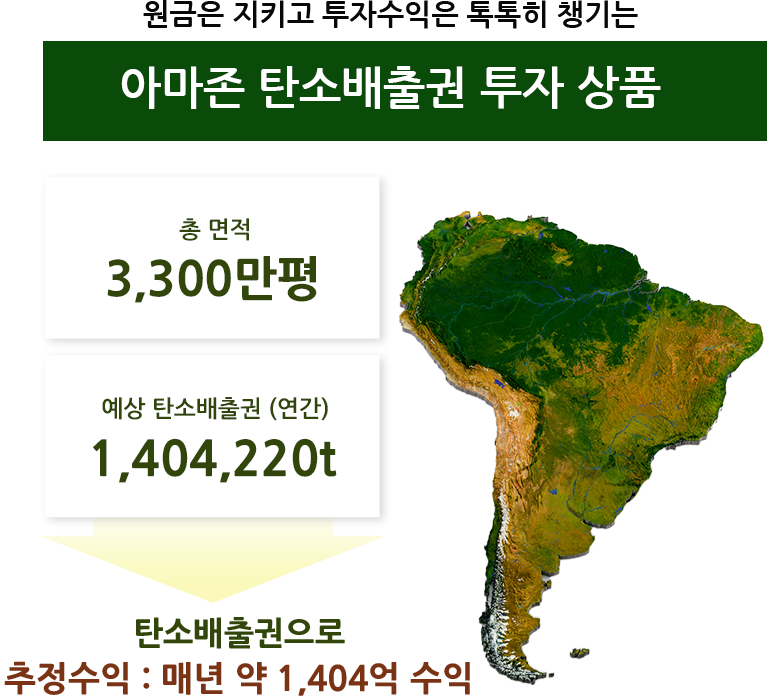 원금은 지키고 투자수익은 톡톡히 챙기는
아마존 탄소배출권 투자 상품
총 면적
3,300만평
예상 탄소배출권 (연간)
1,404,220t
탄소배출권으로
추정수익 : 매년 약 1,404억 수익